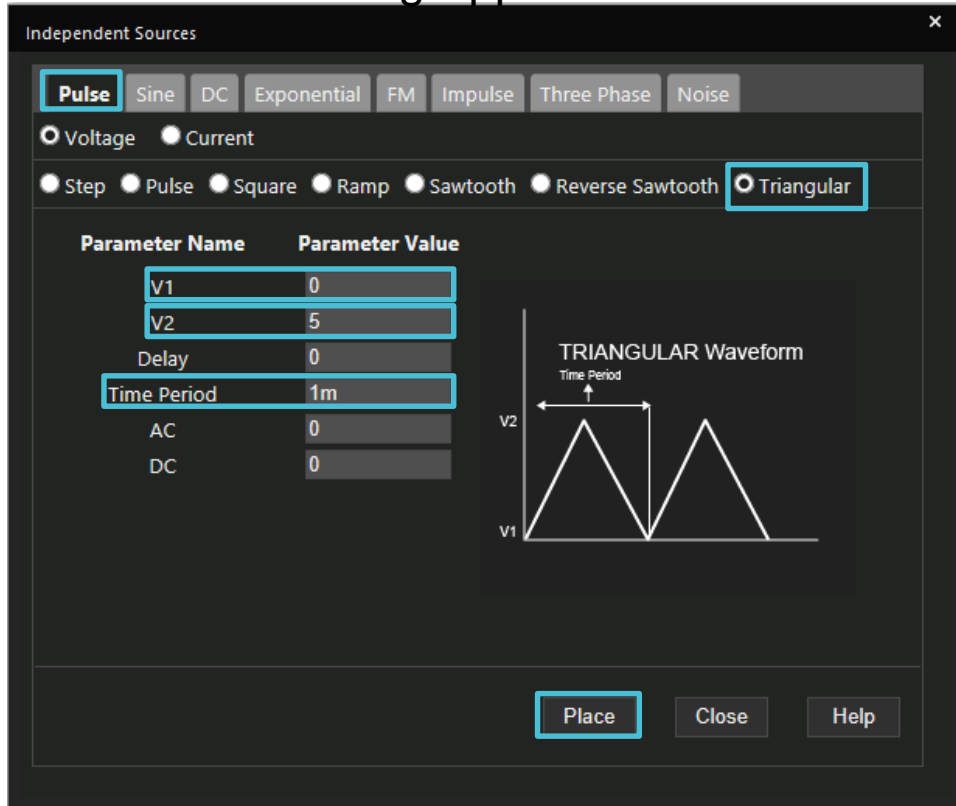 Independent Sources ×
Pulse Sine DC Exponential FM Impulse Three Phase Noise
Voltage Current
Step Pulse Square Ramp Sawtooth Reverse Sawtooth Triangular
Parameter Name Parameter Value
V1 0
V2 5
Delay 0
Time Period 1m
AC 0
DC 0
TRIANGULAR Waveform
Time Period
V2
V1
Place Close Help